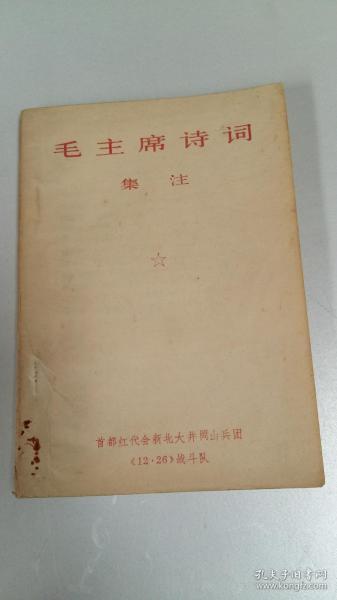 毛主席诗词
集注
☆
首都红代会新北大井岡山兵团
《12·26》战斗队
孔夫子旧书网